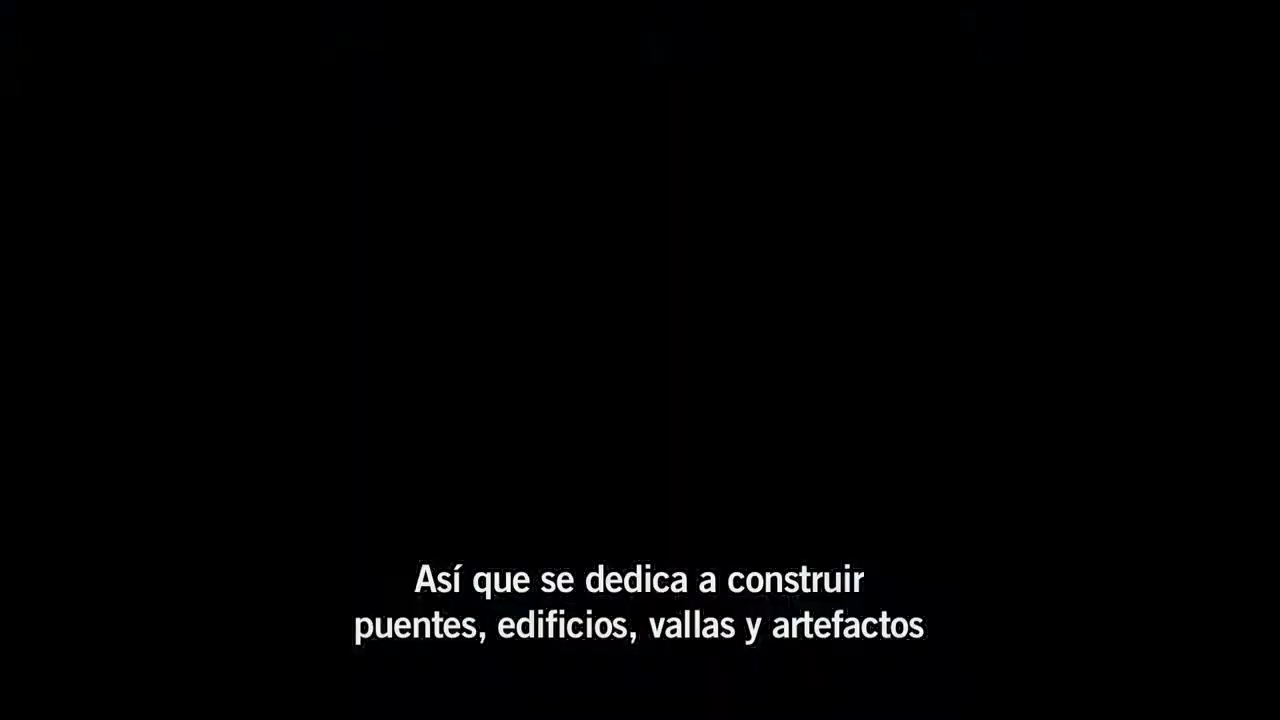 Así que se dedica a construir
puentes, edificios, vallas y artefactos